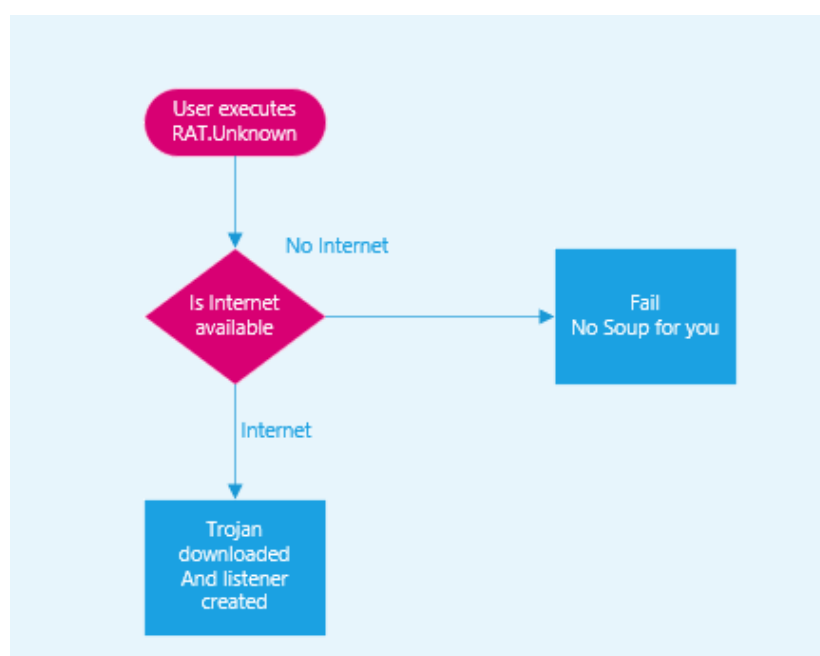 User executes
RAT.Unknown
No Internet
Is Internet
available
Fail
No Soup for you
Internet
Trojan
downloaded
And listener
created